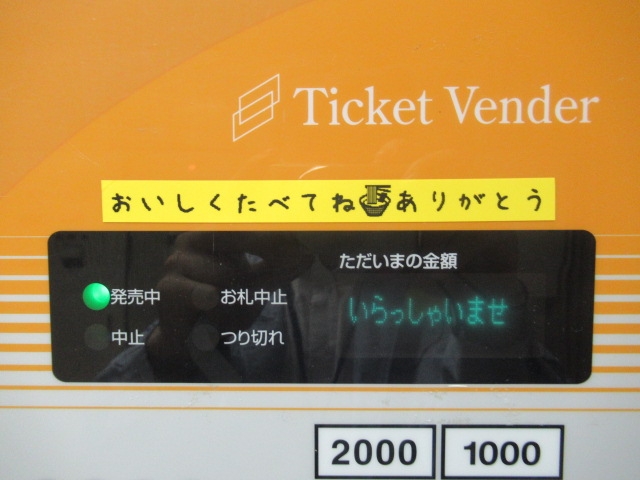 Ticket Vender
おいしくたべてねありがとう
ただいまの金額
発売中 お札中止
いらっしゃいませ
中止 つり切れ
2000 1000